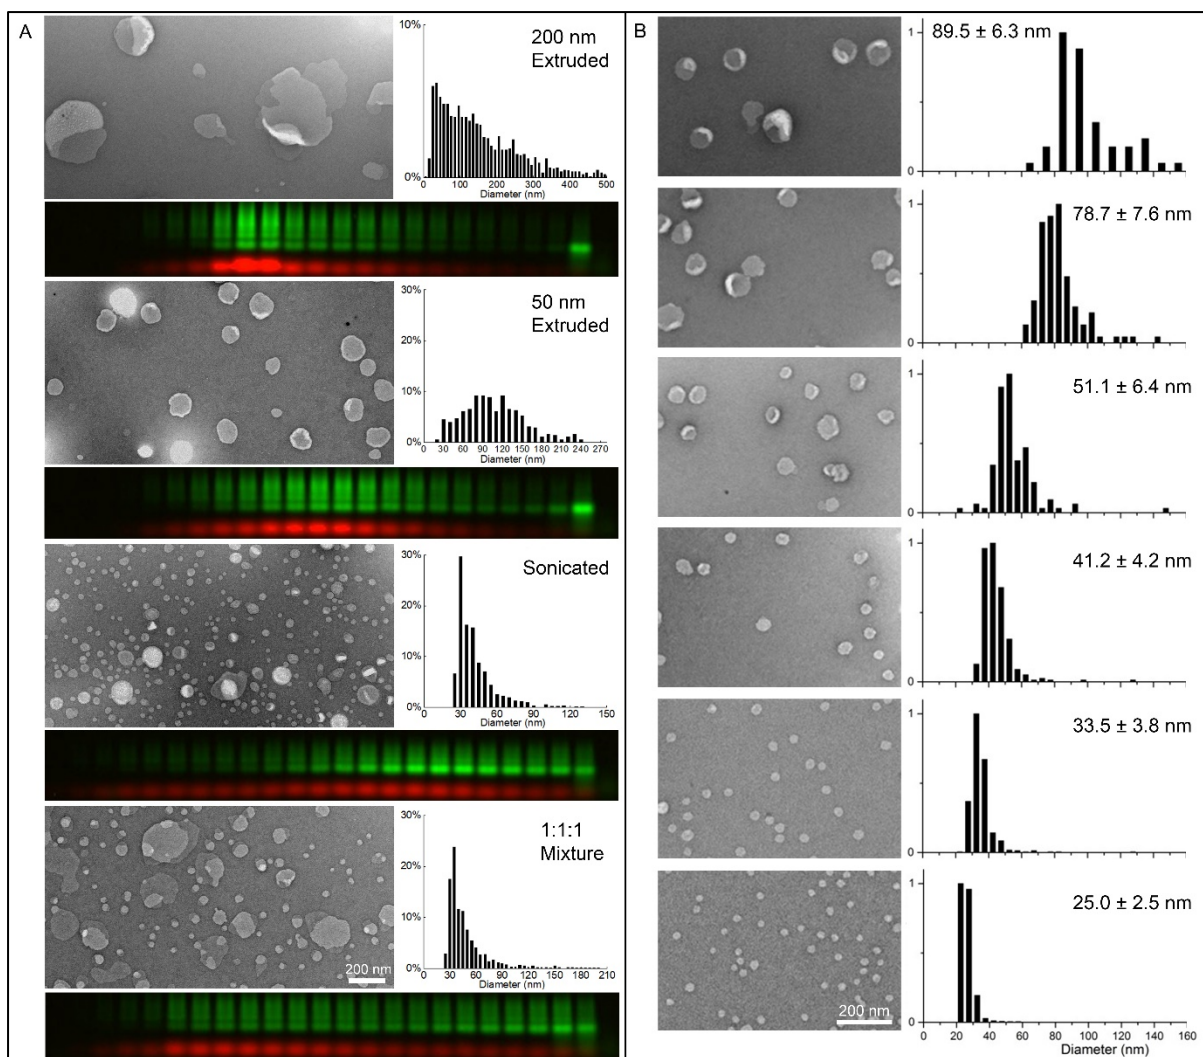 A
10%
200 nm
Extruded
0%
0 100 200 300 400 500
Diameter (nm)
30%
50 nm
Extruded
20%
10%
0%
0 30 60 90 120 150 180 210 240 270
Diameter (nm)
30%
Sonicated
20%
10%
0%
0 30 60 90 120 150
Diameter (nm)
30%
1:1:1
Mixture
20%
10%
0%
0 30 60 90 120 150 180 210
Diameter (nm)
200 nm
B
1
89.5 ± 6.3 nm
0
1
78.7 ± 7.6 nm
0
1
51.1 ± 6.4 nm
0
1
41.2 ± 4.2 nm
0
1
33.5 ± 3.8 nm
0
1
25.0 ± 2.5 nm
0
0 20 40 60 80 100 120 140 160
Diameter (nm)
200 nm